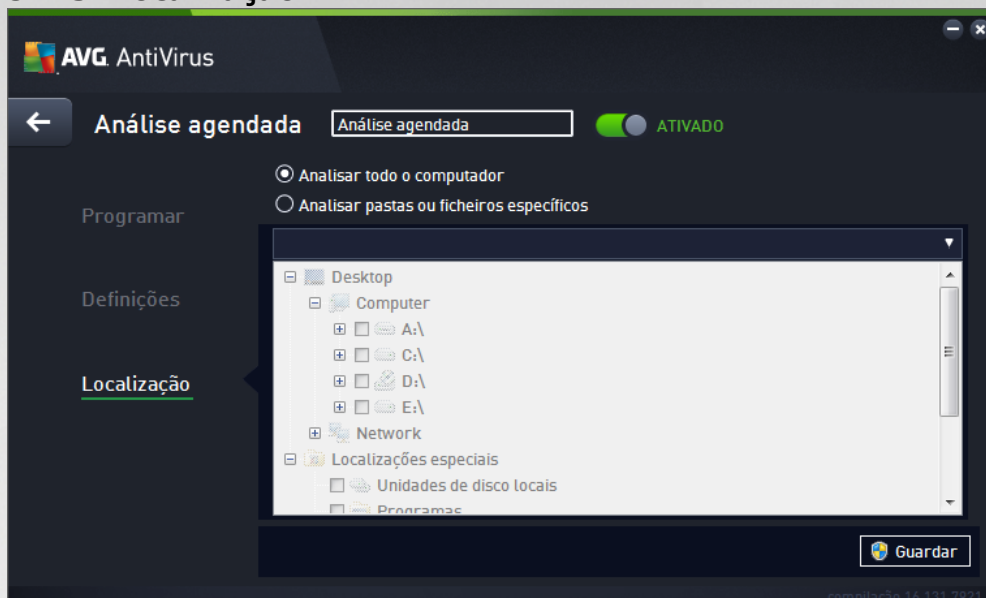 AVG. AntiVirus
Análise agendada
Análise agendada
ATIVADO
Analisar todo o computador
Analisar pastas ou ficheiros específicos
Programar
Definições
Localização
Desktop
Computer
A:\
C:\
D:\
E:\
Network
Localizações especiais
Unidades de disco locais
Programas
Guardar